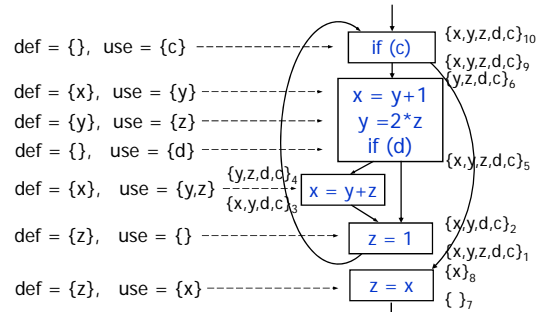 {x,y,z,d,c}10
def = {}, use = {c}
if (c)
{x,y,z,d,c}9
{y,z,d,c}6
def = {x}, use = {y}
x = y+1
def = {y}, use = {z}
y =2*z
def = {}, use = {d}
if (d)
{x,y,z,d,c}5
{y,z,d,c}4
def = {x}, use = {y,z}
x = y+z
{x,y,d,c}3
{x,y,d,c}2
def = {z}, use = {}
z = 1
{x,y,z,d,c}1
{x}8
def = {z}, use = {x}
z = x
{ }7